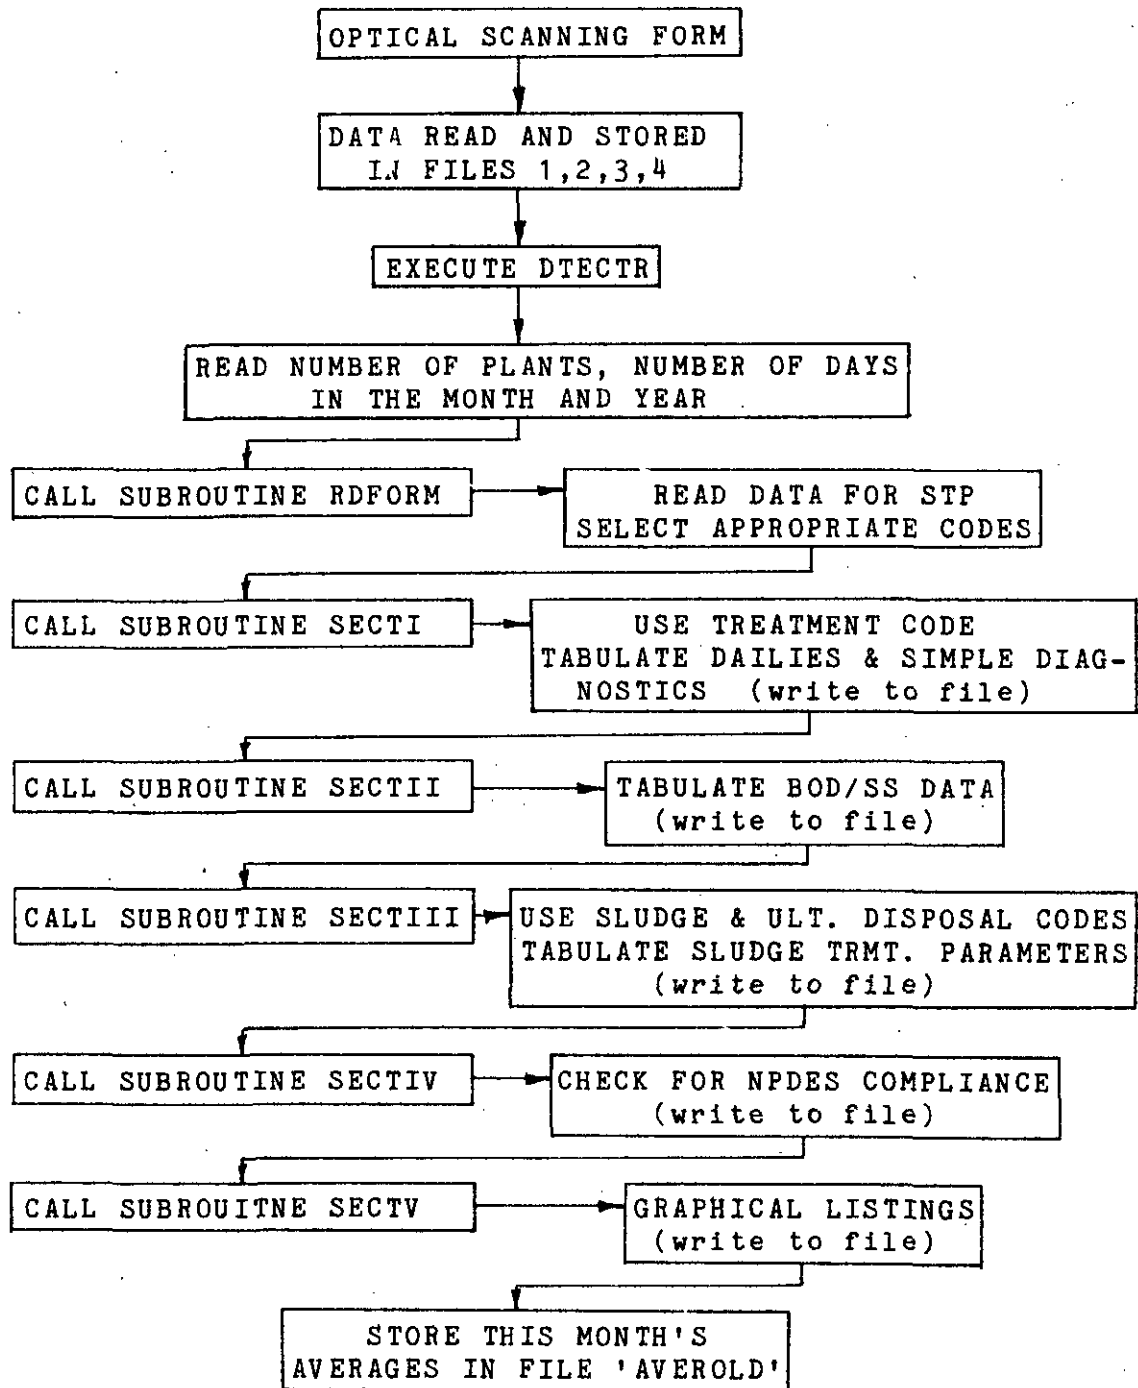 OPTICAL SCANNING FORM
DATA READ AND STORED
IN FILES 1,2,3,4
EXECUTE DTECTR
READ NUMBER OF PLANTS, NUMBER OF DAYS
IN THE MONTH AND YEAR
CALL SUBROUTINE RDFORM
READ DATA FOR STP
SELECT APPROPRIATE CODES
CALL SUBROUTINE SECTI
USE TREATMENT CODE
TABULATE DAILIES & SIMPLE DIAG-
NOSTICS (write to file)
CALL SUBROUTINE SECTII
TABULATE BOD/SS DATA
(write to file)
CALL SUBROUTINE SECTIII
USE SLUDGE & ULT. DISPOSAL CODES
TABULATE SLUDGE TRMT. PARAMETERS
(write to file)
CALL SUBROUTINE SECTIV
CHECK FOR NPDES COMPLIANCE
(write to file)
CALL SUBROUITNE SECTV
GRAPHICAL LISTINGS
(write to file)
STORE THIS MONTH'S
AVERAGES IN FILE 'AVEROLD'